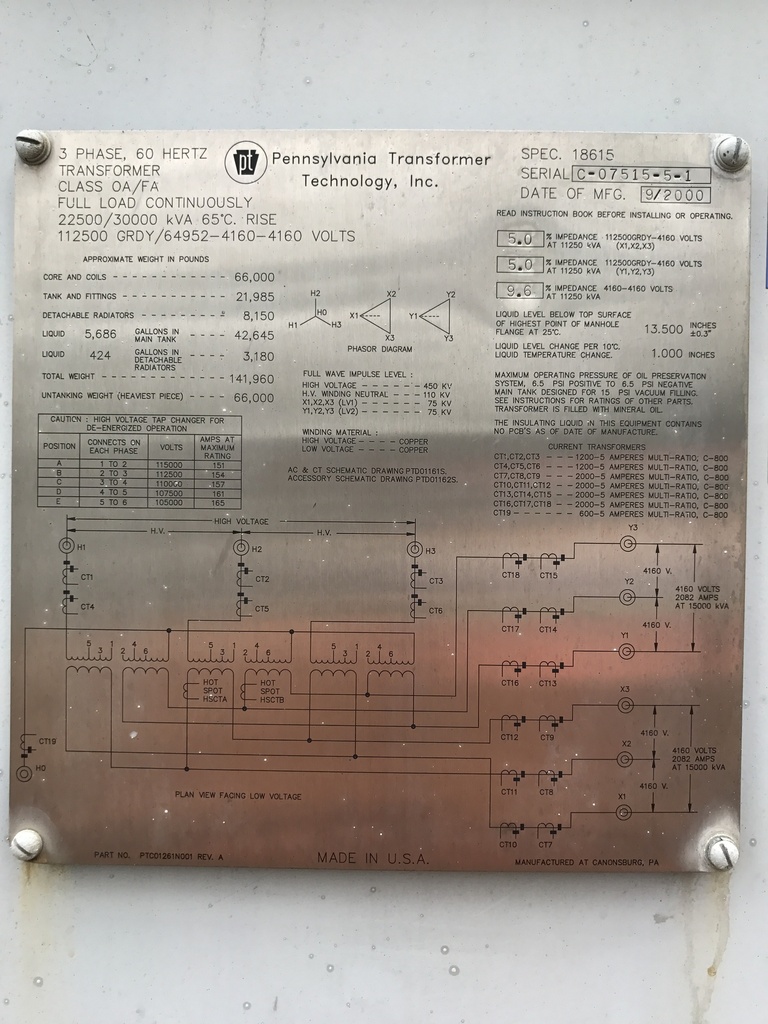 3 PHASE, 60 HERTZ
TRANSFORMER
CLASS OA/FA
FULL LOAD CONTINUOUSLY
22500/30000 kVA 65°C. RISE
112500 GRDY/64952-4160-4160 VOLTS
pt
Pennsylvania Transformer
Technology, Inc.
SPEC. 18615
SERIAL C-07515-5-1
DATE OF MFG. 9/2000
READ INSTRUCTION BOOK BEFORE INSTALLING OR OPERATING.
5.0 % IMPEDANCE 112500GRDY-4160 VOLTS
AT 11250 kVA (X1,X2,X3)
5.0 % IMPEDANCE 112500GRDY-4160 VOLTS
AT 11250 kVA (Y1,Y2,Y3)
9.6 % IMPEDANCE 4160-4160 VOLTS
AT 11250 kVA
LIQUID LEVEL BELOW TOP SURFACE
OF HIGHEST POINT OF MANHOLE
FLANGE AT 25°C. 13.500 INCHES ±0.3"
LIQUID LEVEL CHANGE PER 10°C.
LIQUID TEMPERATURE CHANGE. 1.000 INCHES
MAXIMUM OPERATING PRESSURE OF OIL PRESERVATION
SYSTEM, 6.5 PSI POSITIVE TO 6.5 PSI NEGATIVE
MAIN TANK DESIGNED FOR 15 PSI VACUUM FILLING.
SEE INSTRUCTIONS FOR RATINGS OF OTHER PARTS.
TRANSFORMER IS FILLED WITH MINERAL OIL.
THE INSULATING LIQUID IN THIS EQUIPMENT CONTAINS
NO PCB'S AS OF DATE OF MANUFACTURE.
CURRENT TRANSFORMERS
CT1,CT2,CT3 - - - 1200-5 AMPERES MULTI-RATIO, C-800
CT4,CT5,CT6 - - - 1200-5 AMPERES MULTI-RATIO, C-800
CT7,CT8,CT9 - - - 2000-5 AMPERES MULTI-RATIO, C-800
CT10,CT11,CT12 - - 2000-5 AMPERES MULTI-RATIO, C-800
CT13,CT14,CT15 - - 2000-5 AMPERES MULTI-RATIO, C-800
CT16,CT17,CT18 - - 2000-5 AMPERES MULTI-RATIO, C-800
CT19 - - - - - - 600-5 AMPERES MULTI-RATIO, C-800
APPROXIMATE WEIGHT IN POUNDS
CORE AND COILS - - - - - - - - - - - 66,000
TANK AND FITTINGS - - - - - - - - - 21,985
DETACHABLE RADIATORS - - - - - - - 8,150
LIQUID 5,686 GALLONS IN
MAIN TANK - - - - 42,645
LIQUID 424 GALLONS IN
DETACHABLE
RADIATORS - - - - 3,180
TOTAL WEIGHT - - - - - - - - - - - - 141,960
UNTANKING WEIGHT (HEAVIEST PIECE) - - - - 66,000
H2
H0
H1
H3
X2
X1
X3
Y2
Y1
Y3
PHASOR DIAGRAM
FULL WAVE IMPULSE LEVEL :
HIGH VOLTAGE - - - - - - - 450 KV
H.V. WINDING NEUTRAL - - - 110 KV
X1,X2,X3 (LV1) - - - - - 75 KV
Y1,Y2,Y3 (LV2) - - - - - 75 KV
WINDING MATERIAL :
HIGH VOLTAGE - - - - COPPER
LOW VOLTAGE - - - - COPPER
AC & CT SCHEMATIC DRAWING PTD01161S.
ACCESSORY SCHEMATIC DRAWING PTD01162S.
CAUTION : HIGH VOLTAGE TAP CHANGER FOR
DE-ENERGIZED OPERATION
POSITION CONNECTS ON EACH PHASE VOLTS AMPS AT MAXIMUM RATING
A 1 TO 2 115000 151
B 2 TO 3 112500 154
C 3 TO 4 110000 157
D 4 TO 5 107500 161
E 5 TO 6 105000 165
HIGH VOLTAGE
H.V.
H.V.
H1
H2
H3
CT1
CT2
CT3
CT4
CT5
CT6
5 3 1 2 4 6
5 3 1 2 4 6
5 3 1 2 4 6
HOT
SPOT
HSCTA
HOT
SPOT
HSCTB
CT19
H0
Y3
CT18
CT15
4160 V.
Y2
4160 VOLTS
2082 AMPS
AT 15000 kVA
CT17
CT14
4160 V.
Y1
CT16
CT13
X3
CT12
CT9
4160 V.
X2
4160 VOLTS
2082 AMPS
AT 15000 kVA
CT11
CT8
4160 V.
X1
CT10
CT7
PLAN VIEW FACING LOW VOLTAGE
PART NO. PTC01261N001 REV. A
MADE IN U.S.A.
MANUFACTURED AT CANONSBURG, PA